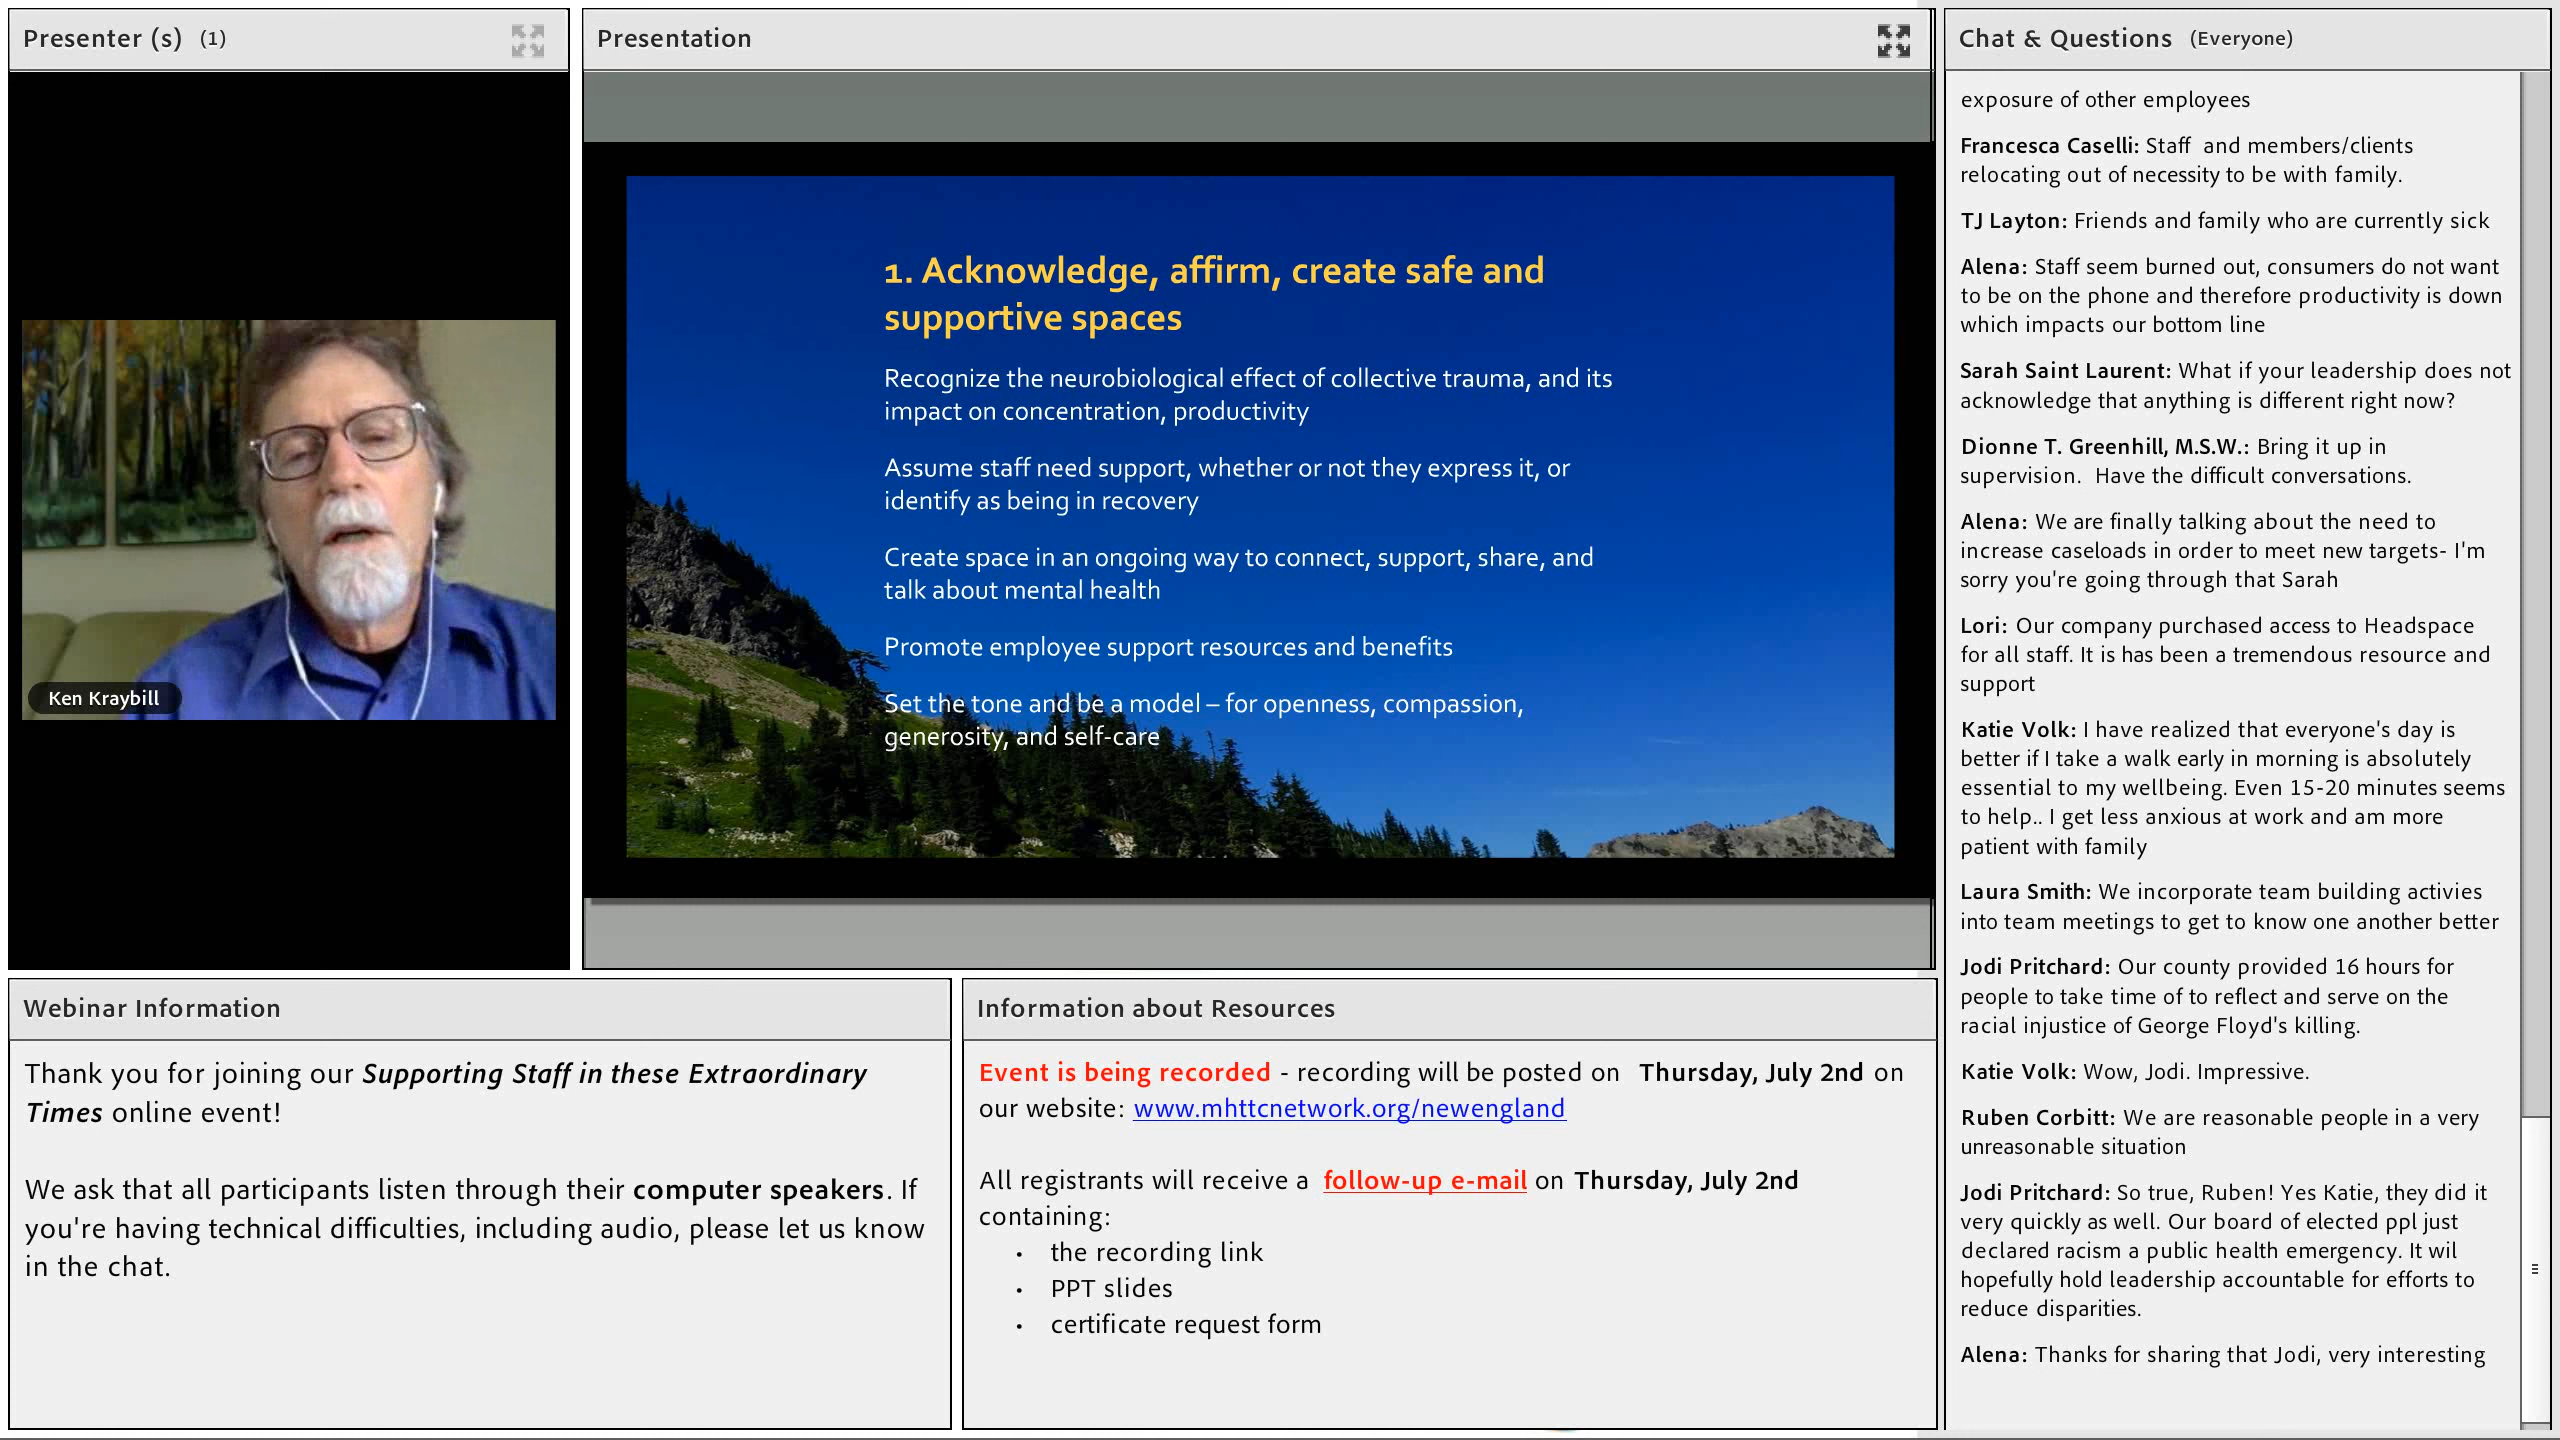 Presenter (s) (1)
Ken Kraybill
Presentation
1. Acknowledge, affirm, create safe and
supportive spaces
Recognize the neurobiological effect of collective trauma, and its
impact on concentration, productivity
Assume staff need support, whether or not they express it, or
identify as being in recovery
Create space in an ongoing way to connect, support, share, and
talk about mental health
Promote employee support resources and benefits
Set the tone and be a model – for openness, compassion,
generosity, and self-care
Chat & Questions (Everyone)
exposure of other employees
Francesca Caselli: Staff  and members/clients
relocating out of necessity to be with family.
TJ Layton: Friends and family who are currently sick
Alena: Staff seem burned out, consumers do not want
to be on the phone and therefore productivity is down
which impacts our bottom line
Sarah Saint Laurent: What if your leadership does not
acknowledge that anything is different right now?
Dionne T. Greenhill, M.S.W.: Bring it up in
supervision.  Have the difficult conversations.
Alena: We are finally talking about the need to
increase caseloads in order to meet new targets- I'm
sorry you're going through that Sarah
Lori: Our company purchased access to Headspace
for all staff. It is has been a tremendous resource and
support
Katie Volk: I have realized that everyone's day is
better if I take a walk early in morning is absolutely
essential to my wellbeing. Even 15-20 minutes seems
to help.. I get less anxious at work and am more
patient with family
Laura Smith: We incorporate team building activies
into team meetings to get to know one another better
Jodi Pritchard: Our county provided 16 hours for
people to take time of to reflect and serve on the
racial injustice of George Floyd's killing.
Katie Volk: Wow, Jodi. Impressive.
Ruben Corbitt: We are reasonable people in a very
unreasonable situation
Jodi Pritchard: So true, Ruben! Yes Katie, they did it
very quickly as well. Our board of elected ppl just
declared racism a public health emergency. It wil
hopefully hold leadership accountable for efforts to
reduce disparities.
Alena: Thanks for sharing that Jodi, very interesting
Webinar Information
Thank you for joining our Supporting Staff in these Extraordinary
Times online event!
We ask that all participants listen through their computer speakers. If
you're having technical difficulties, including audio, please let us know
in the chat.
Information about Resources
Event is being recorded - recording will be posted on  Thursday, July 2nd on
our website: www.mhttcnetwork.org/newengland
All registrants will receive a  follow-up e-mail on Thursday, July 2nd
containing:
• the recording link
• PPT slides
• certificate request form